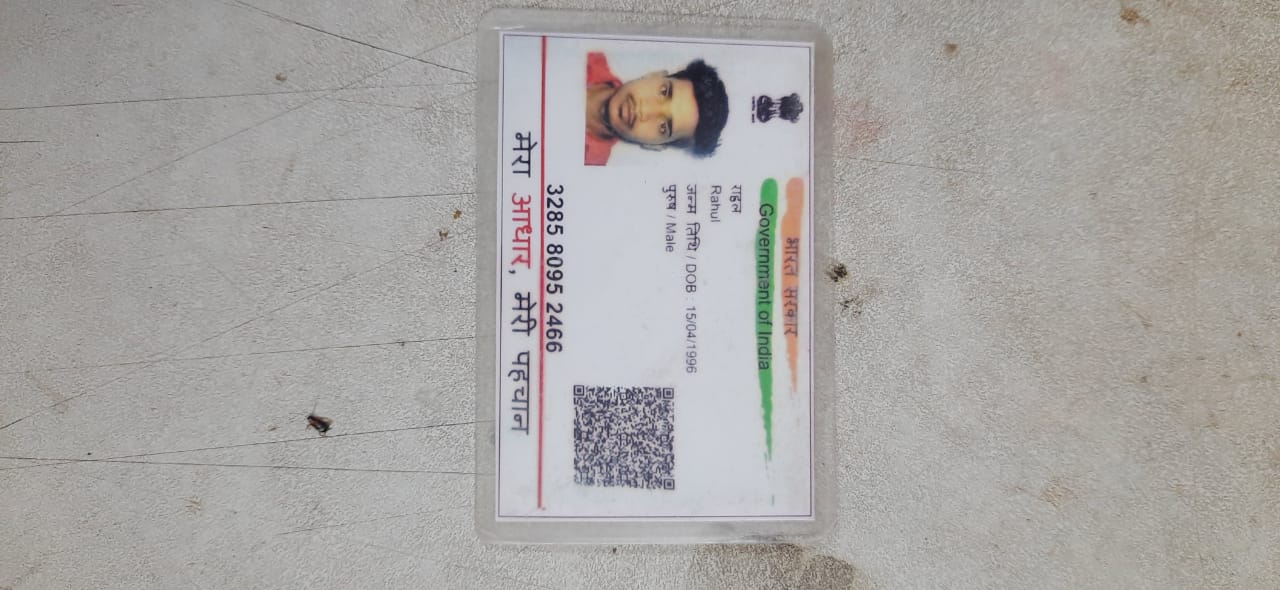 भारत सरकार
Government of India
राहुल
Rahul
जन्म तिथि / DOB : 15/04/1996
पुरुष / Male
3285 8095 2466
मेरा आधार, मेरी पहचान